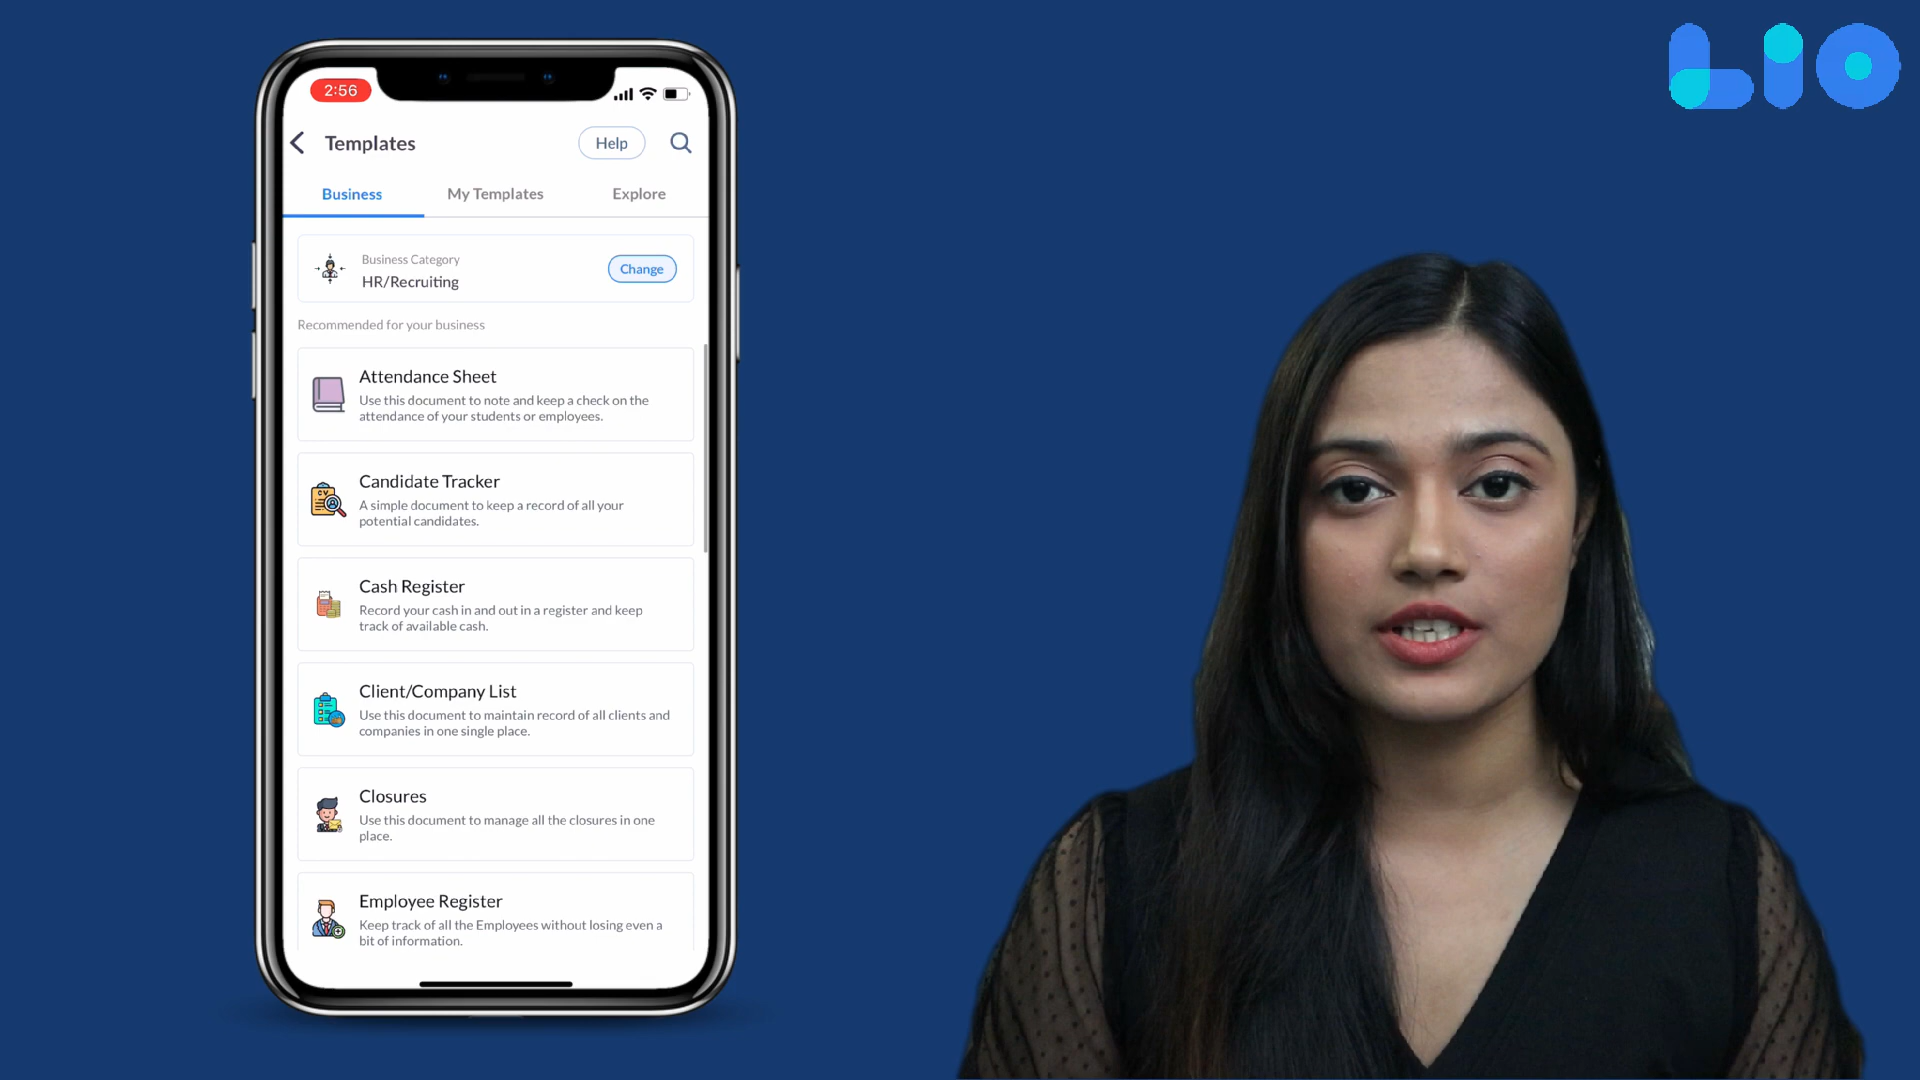 Lio
2:56
Templates
Help
Business
My Templates
Explore
Business Category
HR/Recruiting
Change
Recommended for your business
Attendance Sheet
Use this document to note and keep a check on the
attendance of your students or employees.
CV
Candidate Tracker
A simple document to keep a record of all your
potential candidates.
Cash Register
Record your cash in and out in a register and keep
track of available cash.
Client/Company List
Use this document to maintain record of all clients and
companies in one single place.
Closures
Use this document to manage all the closures in one
place.
Employee Register
Keep track of all the Employees without losing even a
bit of information.